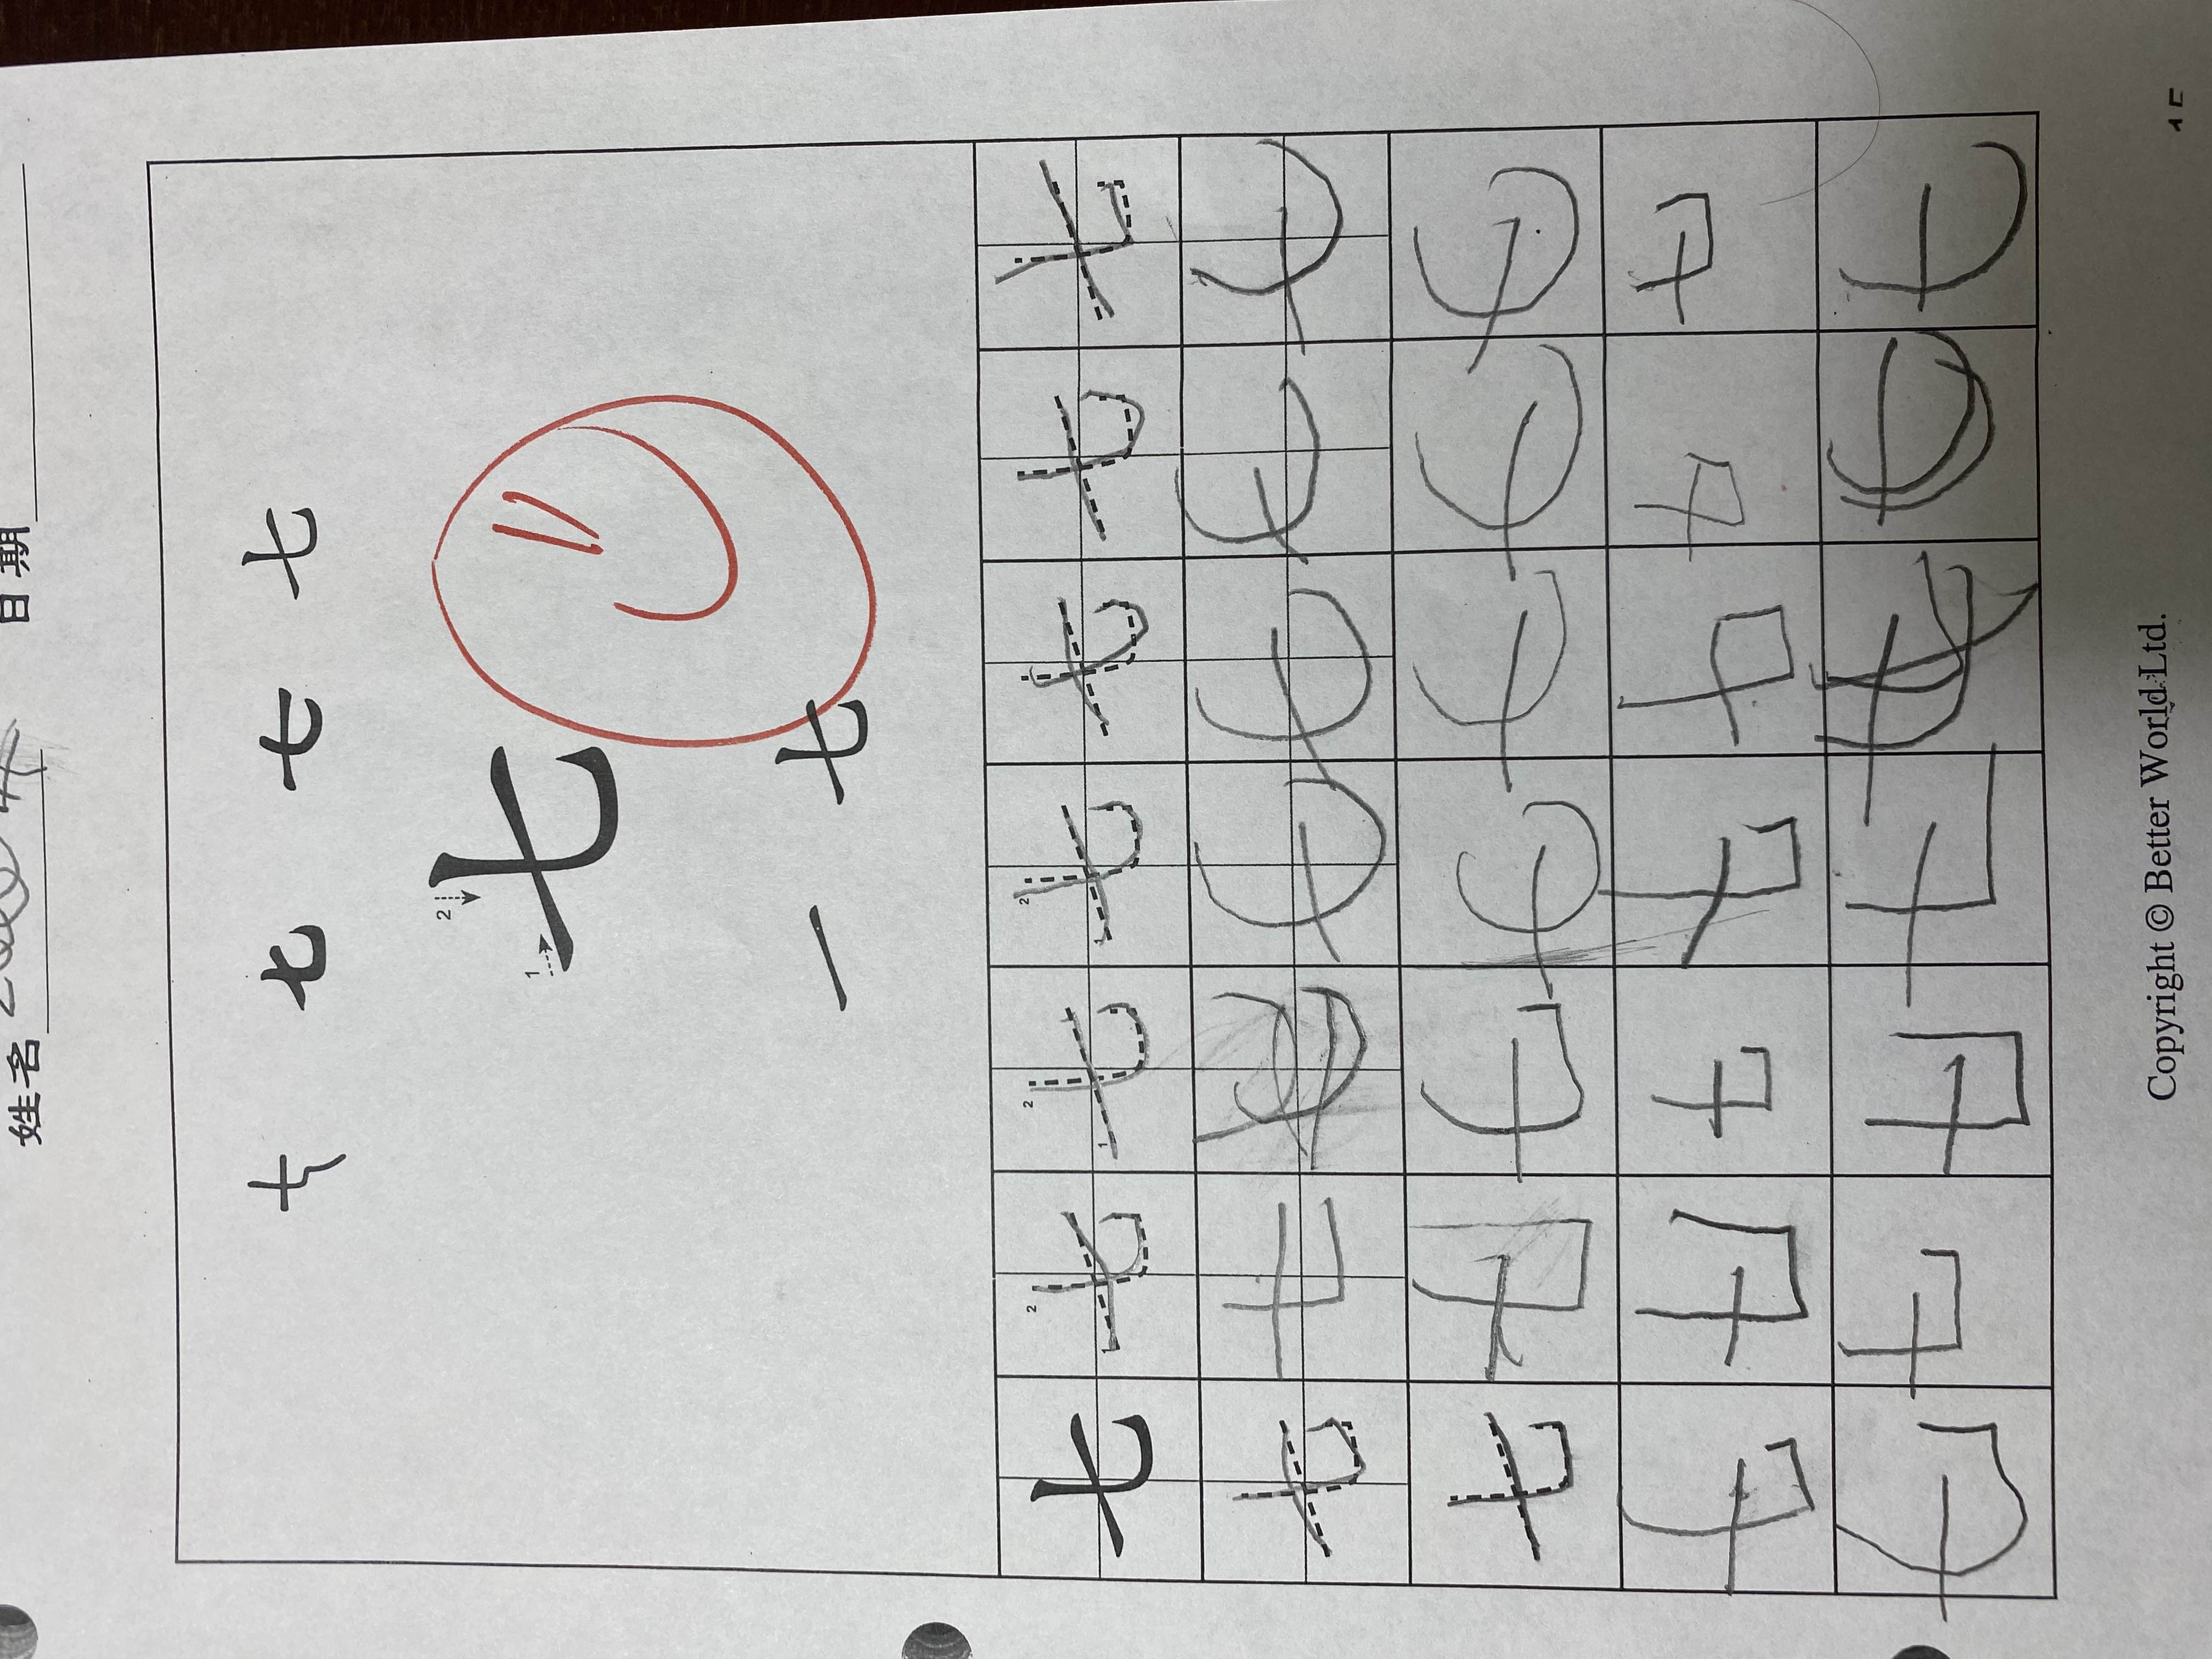 姓名 日期
七 七 七 七
2
1
七
一 七
七 2 1 七 2 1 七 2 1 七 七 七 七
七 七 七 七 七 七 七
七 七 七 七 七 七 七
七 七 七 七 七 七 七
七 七 七 七 七 七 七
Copyright © Better World Ltd.
15